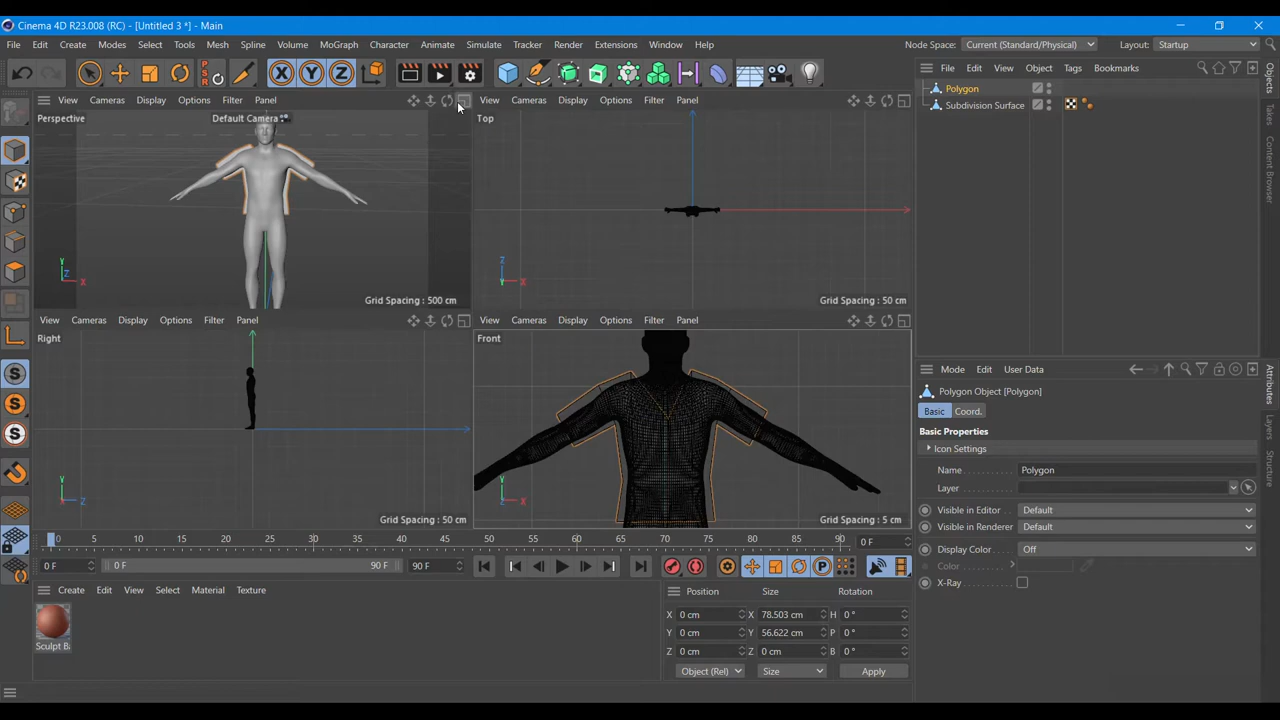 Cinema 4D R23.008 (RC) - [Untitled 3 *] - Main
File Edit Create Modes Select Tools Mesh Spline Volume MoGraph Character Animate Simulate Tracker Render Extensions Window Help Node Space: Current (Standard/Physical) Layout: Startup
PSR X Y Z File Edit View Object Tags Bookmarks
View Cameras Display Options Filter Panel View Cameras Display Options Filter Panel Polygon
Perspective Default Camera Top Subdivision Surface
Y Z X Z Y X
Grid Spacing : 500 cm Grid Spacing : 50 cm
View Cameras Display Options Filter Panel View Cameras Display Options Filter Panel
Right Front
Y X Z Y Z X
Grid Spacing : 50 cm Grid Spacing : 5 cm
S
S
S
Objects
Takes
Content Browser
Attributes
Layers
Structure
Mode Edit User Data
Polygon Object [Polygon]
Basic Coord.
Basic Properties
Icon Settings
Name Polygon
Layer
Visible in Editor Default
Visible in Renderer Default
Display Color Off
Color
X-Ray
0 5 10 15 20 25 30 35 40 45 50 55 60 65 70 75 80 85 90 0 F
0 F 0 F 90 F 90 F P
Create Edit View Select Material Texture
Sculpt B
Position Size Rotation
X 0 cm X 78.503 cm H 0 °
Y 0 cm Y 56.622 cm P 0 °
Z 0 cm Z 0 cm B 0 °
Object (Rel) Size Apply